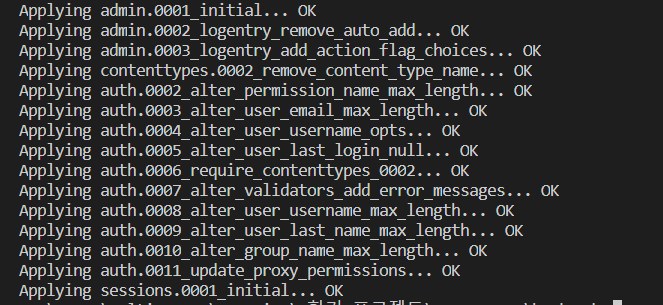 Applying admin.0001_initial... OK
Applying admin.0002_logentry_remove_auto_add... OK
Applying admin.0003_logentry_add_action_flag_choices... OK
Applying contenttypes.0002_remove_content_type_name... OK
Applying auth.0002_alter_permission_name_max_length... OK
Applying auth.0003_alter_user_email_max_length... OK
Applying auth.0004_alter_user_username_opts... OK
Applying auth.0005_alter_user_last_login_null... OK
Applying auth.0006_require_contenttypes_0002... OK
Applying auth.0007_alter_validators_add_error_messages... OK
Applying auth.0008_alter_user_username_max_length... OK
Applying auth.0009_alter_user_last_name_max_length... OK
Applying auth.0010_alter_group_name_max_length... OK
Applying auth.0011_update_proxy_permissions... OK
Applying sessions.0001_initial... OK